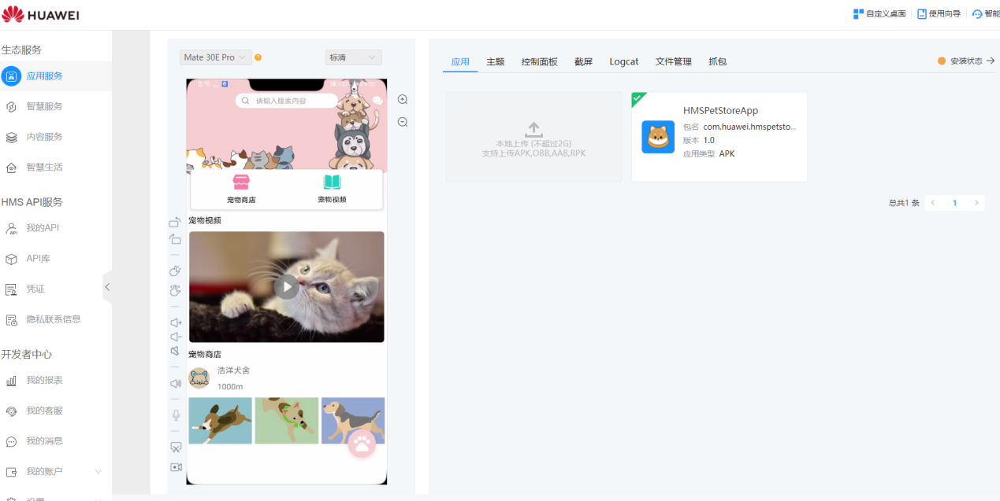 HUAWEI
自定义桌面
使用向导
智能
生态服务
应用服务
智慧服务
内容服务
智慧生活
HMS API服务
我的API
API库
凭证
隐私联系信息
开发者中心
我的报表
我的客服
我的消息
我的账户
Mate 30E Pro
标清
请输入搜索内容
宠物商店
宠物视频
宠物视频
宠物商店
浩洋犬舍
1000m
应用
主题
控制面板
截屏
Logcat
文件管理
抓包
安装状态
本地上传 (不超过2G)
支持上传APK,OBB,AAB,RPK
HMSPetStoreApp
包名 com.huawei.hmspetsto...
版本 1.0
应用类型 APK
总共1 条
1